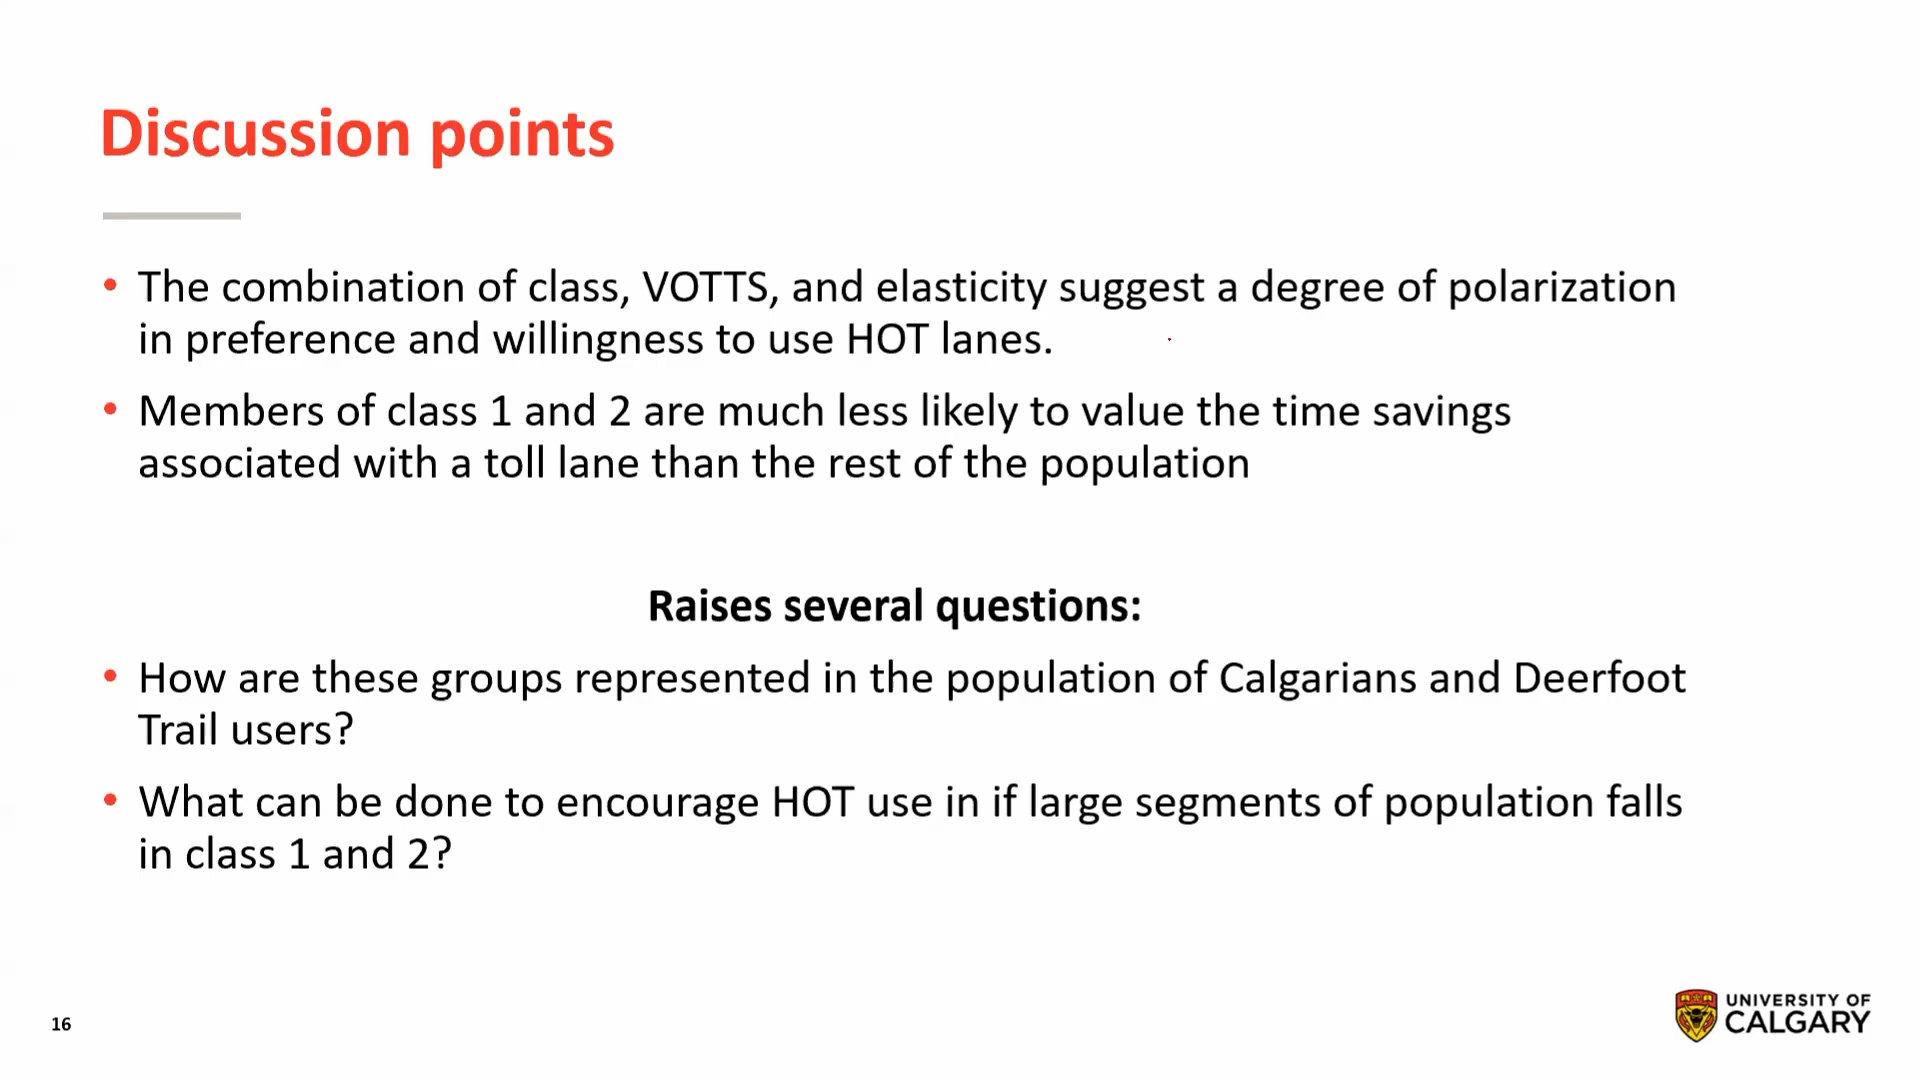 Discussion points
• The combination of class, VOTTS, and elasticity suggest a degree of polarization
in preference and willingness to use HOT lanes.
• Members of class 1 and 2 are much less likely to value the time savings
associated with a toll lane than the rest of the population
Raises several questions:
• How are these groups represented in the population of Calgarians and Deerfoot
Trail users?
• What can be done to encourage HOT use in if large segments of population falls
in class 1 and 2?
16
UNIVERSITY OF
CALGARY